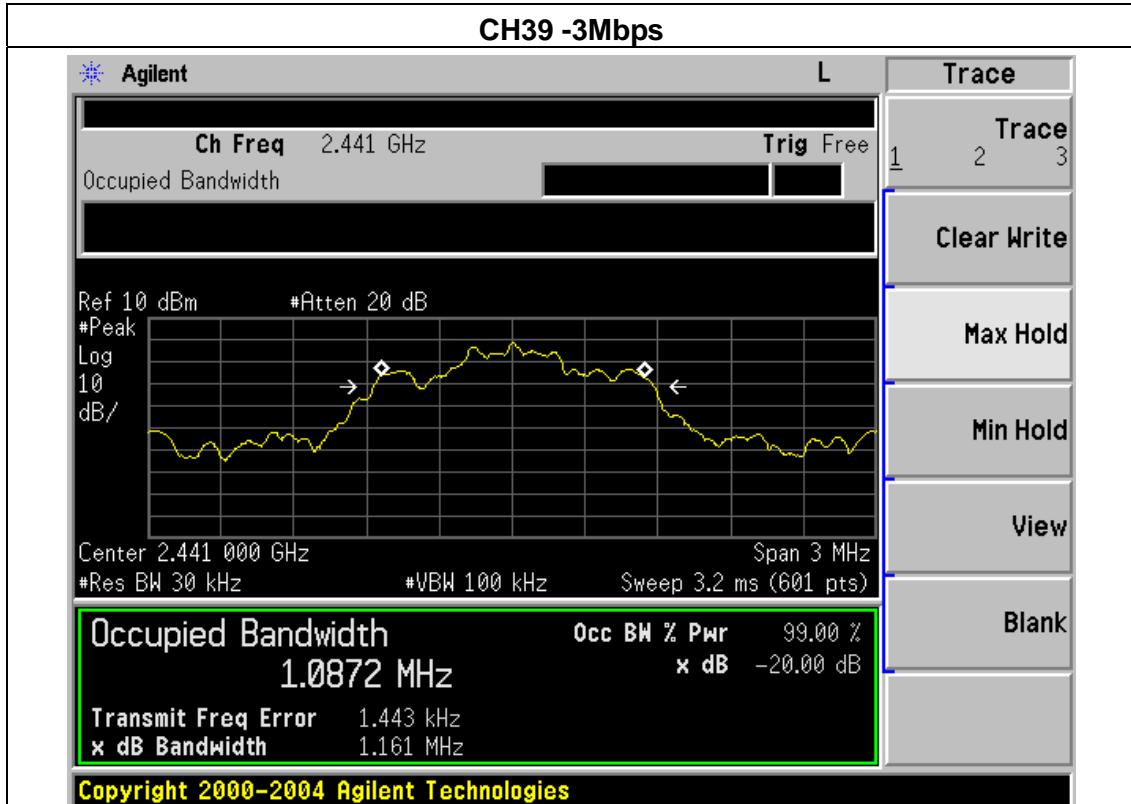 CH39 -3Mbps
Agilent L Trace
Ch Freq 2.441 GHz Trig Free
Occupied Bandwidth
Trace
1 2 3
Clear Write
Max Hold
Min Hold
View
Blank
Ref 10 dBm #Atten 20 dB
#Peak
Log
10
dB/
Center 2.441 000 GHz Span 3 MHz
#Res BW 30 kHz #VBW 100 kHz Sweep 3.2 ms (601 pts)
Occupied Bandwidth Occ BW % Pwr 99.00 %
1.0872 MHz x dB -20.00 dB
Transmit Freq Error 1.443 kHz
x dB Bandwidth 1.161 MHz
Copyright 2000-2004 Agilent Technologies